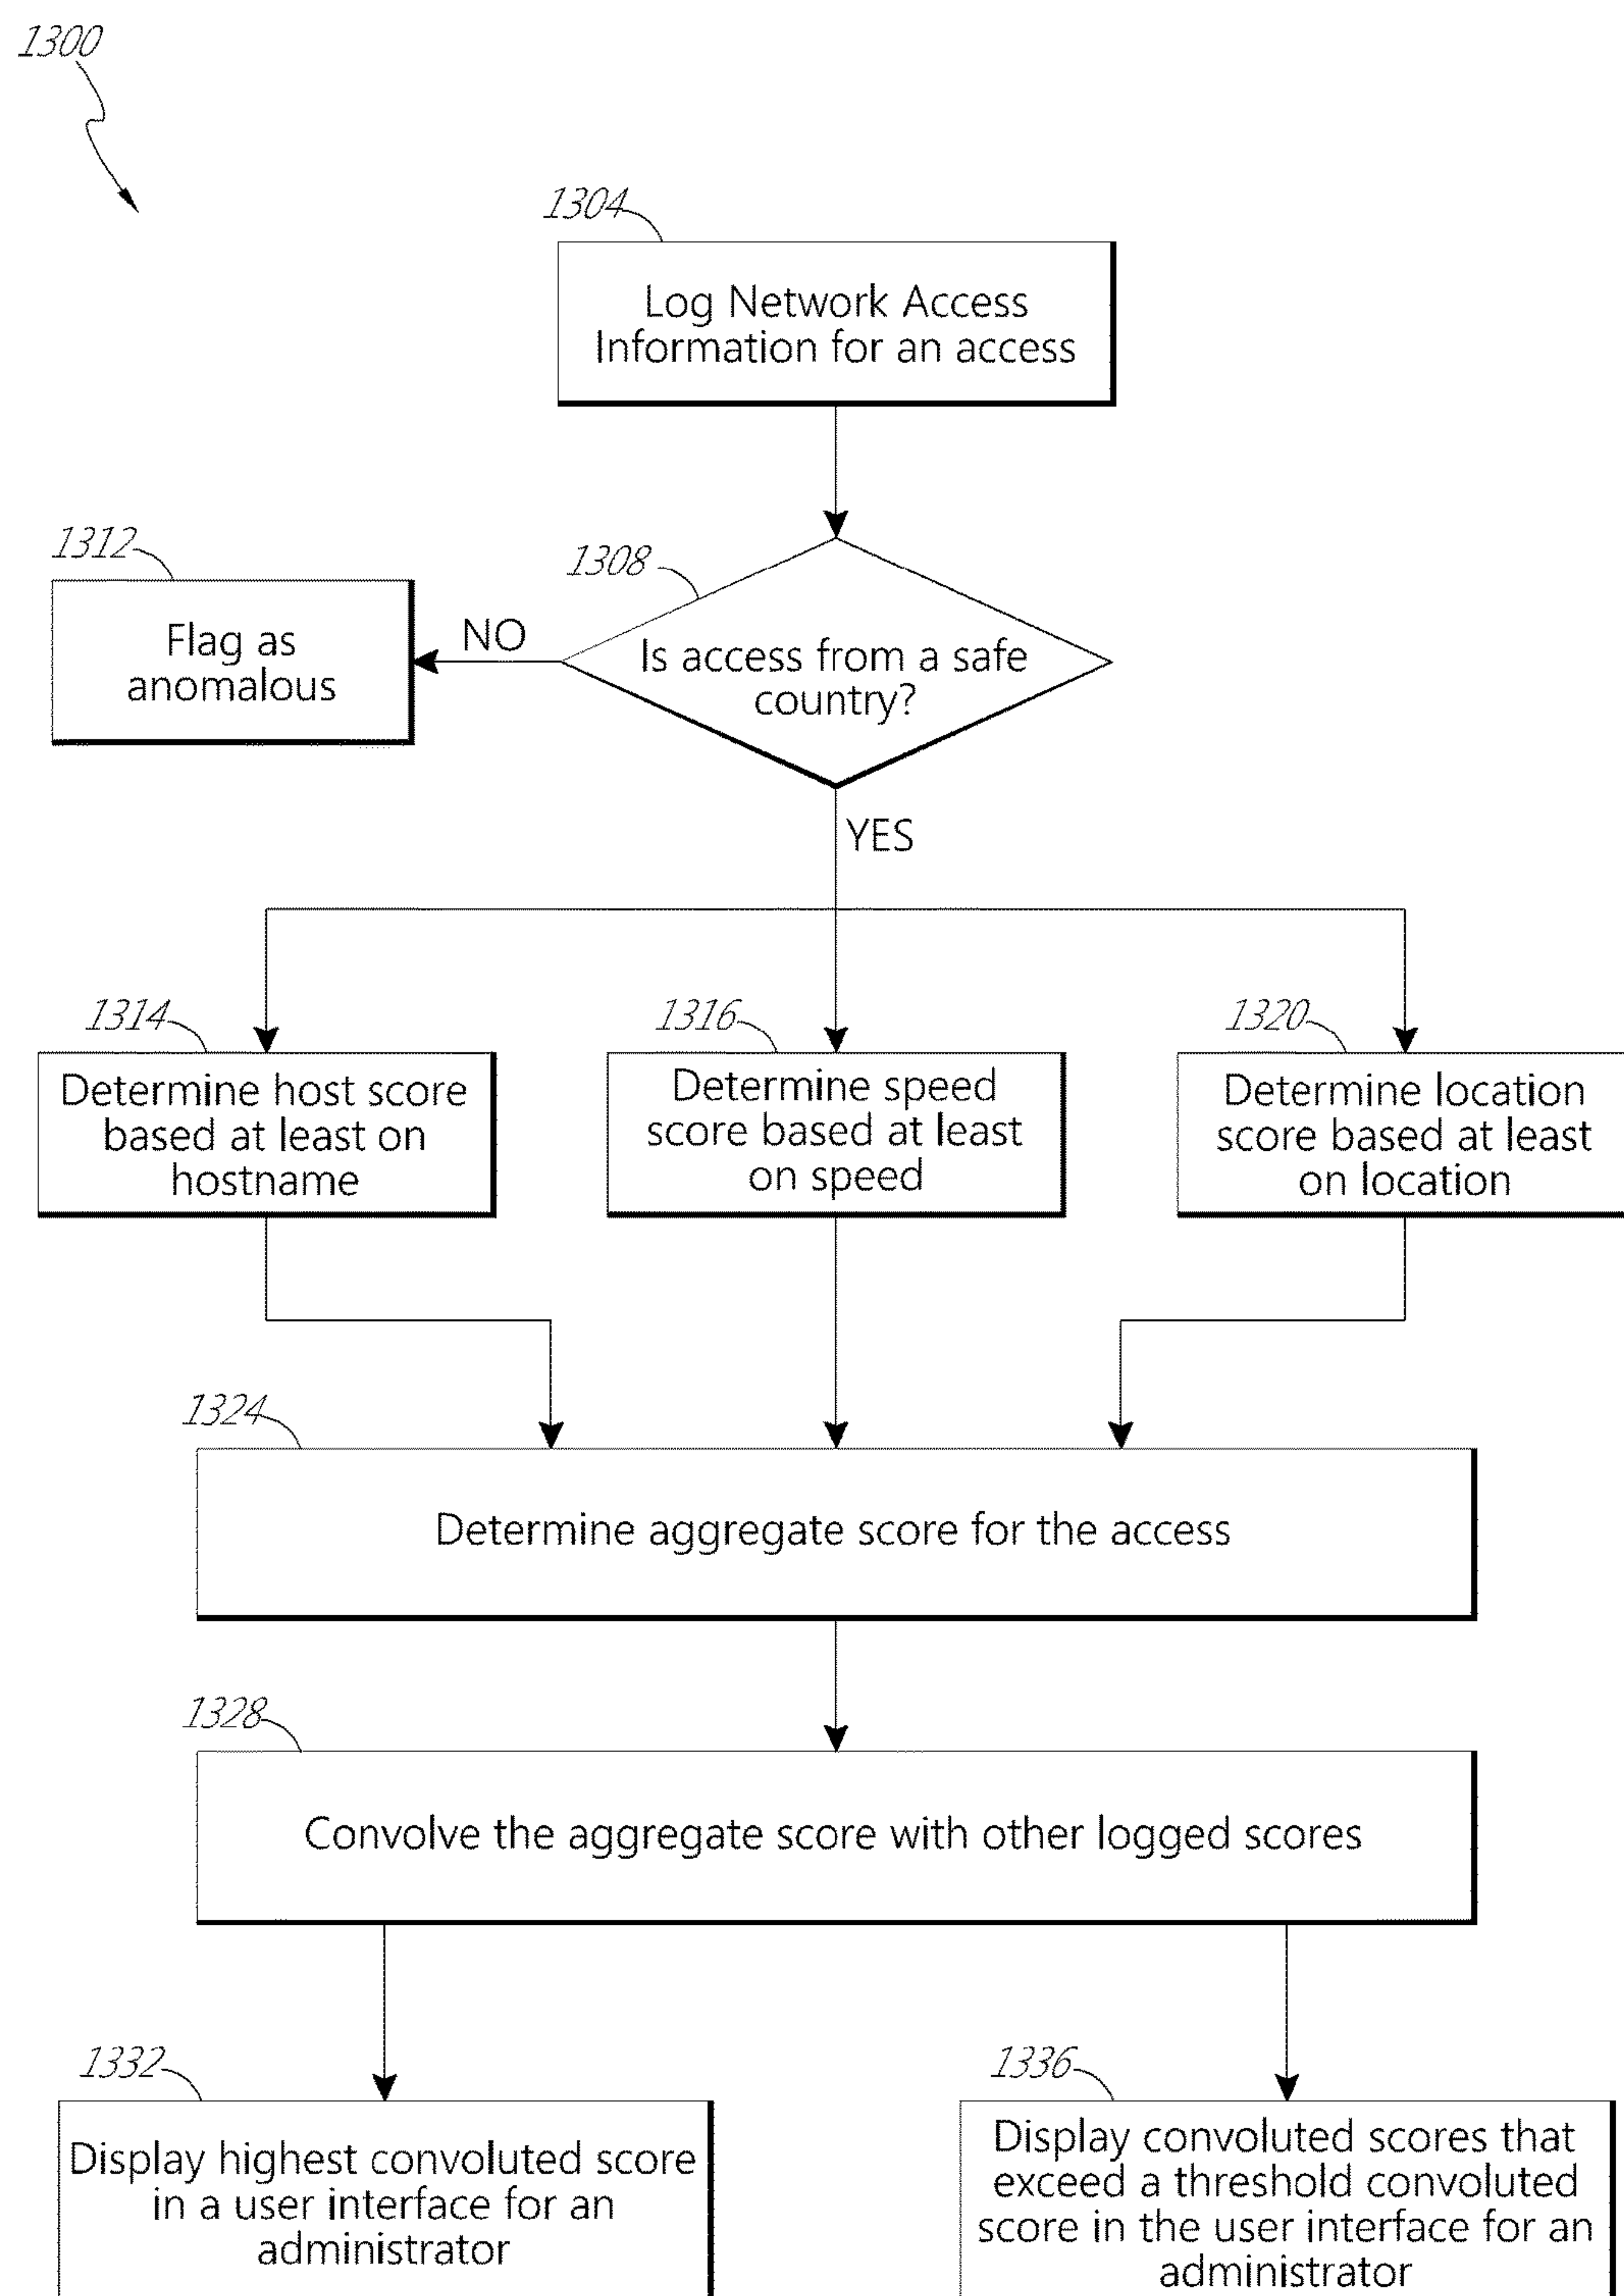 1300
1304
Log Network Access
Information for an access
1312
1308
Flag as
anomalous
NO
Is access from a safe
country?
YES
1314
Determine host score
based at least on
hostname
1316
Determine speed
score based at least
on speed
1320
Determine location
score based at least
on location
1324
Determine aggregate score for the access
1328
Convolve the aggregate score with other logged scores
1332
Display highest convoluted score
in a user interface for an
administrator
1336
Display convoluted scores that
exceed a threshold convoluted
score in the user interface for an
administrator